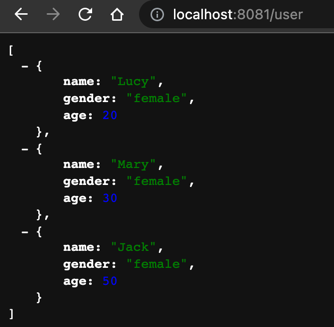 localhost:8081/user
[
- {
name: "Lucy",
gender: "female",
age: 20
},
- {
name: "Mary",
gender: "female",
age: 30
},
- {
name: "Jack",
gender: "female",
age: 50
}
]